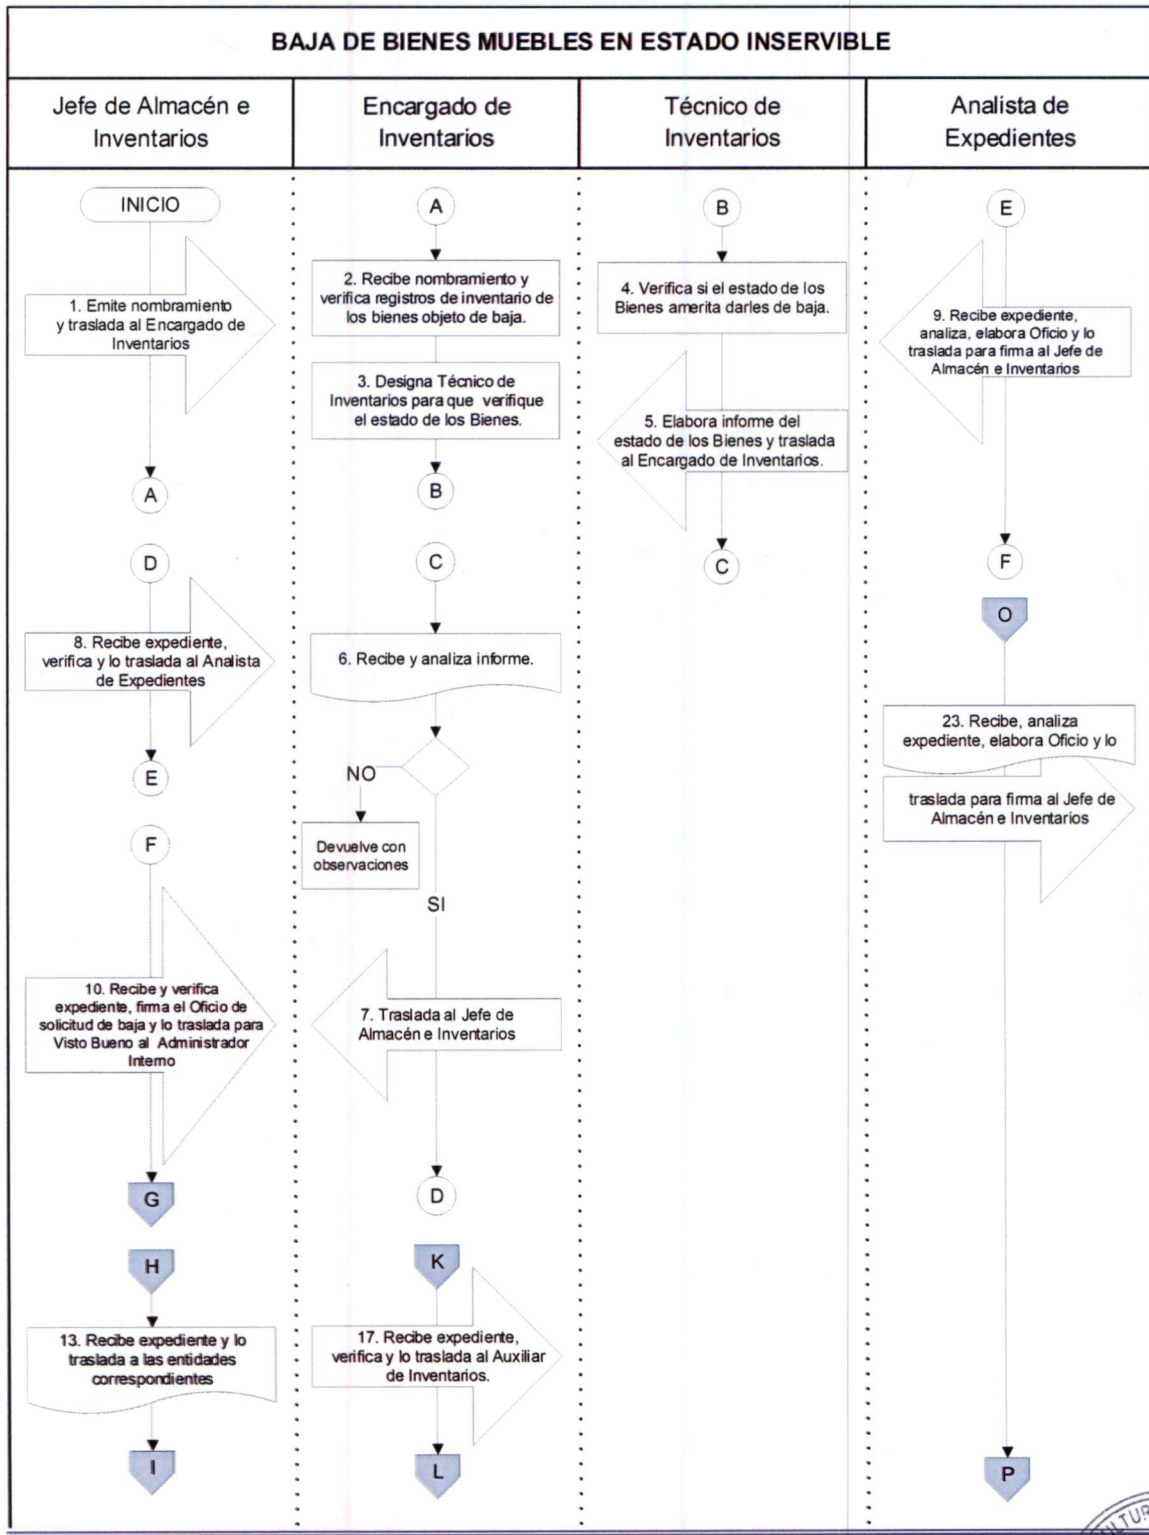 BAJA DE BIENES MUEBLES EN ESTADO INSERVIBLE
Jefe de Almacén e
Inventarios
Encargado de
Inventarios
Técnico de
Inventarios
Analista de
Expedientes
INICIO
1. Emite nombramiento
y traslada al Encargado de
Inventarios
A
D
8. Recibe expediente,
verifica y lo traslada al Analista
de Expedientes
E
F
10. Recibe y verifica
expediente, firma el Oficio de
solicitud de baja y lo traslada para
Visto Bueno al Administrador
Interno
G
H
13. Recibe expediente y lo
traslada a las entidades
correspondientes
I
A
2. Recibe nombramiento y
verifica registros de inventario de
los bienes objeto de baja.
3. Designa Técnico de
Inventarios para que verifique
el estado de los Bienes.
B
C
6. Recibe y analiza informe.
NO
Devuelve con
observaciones
SI
7. Traslada al Jefe de
Almacén e Inventarios
D
K
17. Recibe expediente,
verifica y lo traslada al Auxiliar
de Inventarios.
L
B
4. Verifica si el estado de los
Bienes amerita darles de baja.
5. Elabora informe del
estado de los Bienes y traslada
al Encargado de Inventarios.
C
E
9. Recibe expediente,
analiza, elabora Oficio y lo
traslada para firma al Jefe de
Almacén e Inventarios
F
O
23. Recibe, analiza
expediente, elabora Oficio y lo
traslada para firma al Jefe de
Almacén e Inventarios
P